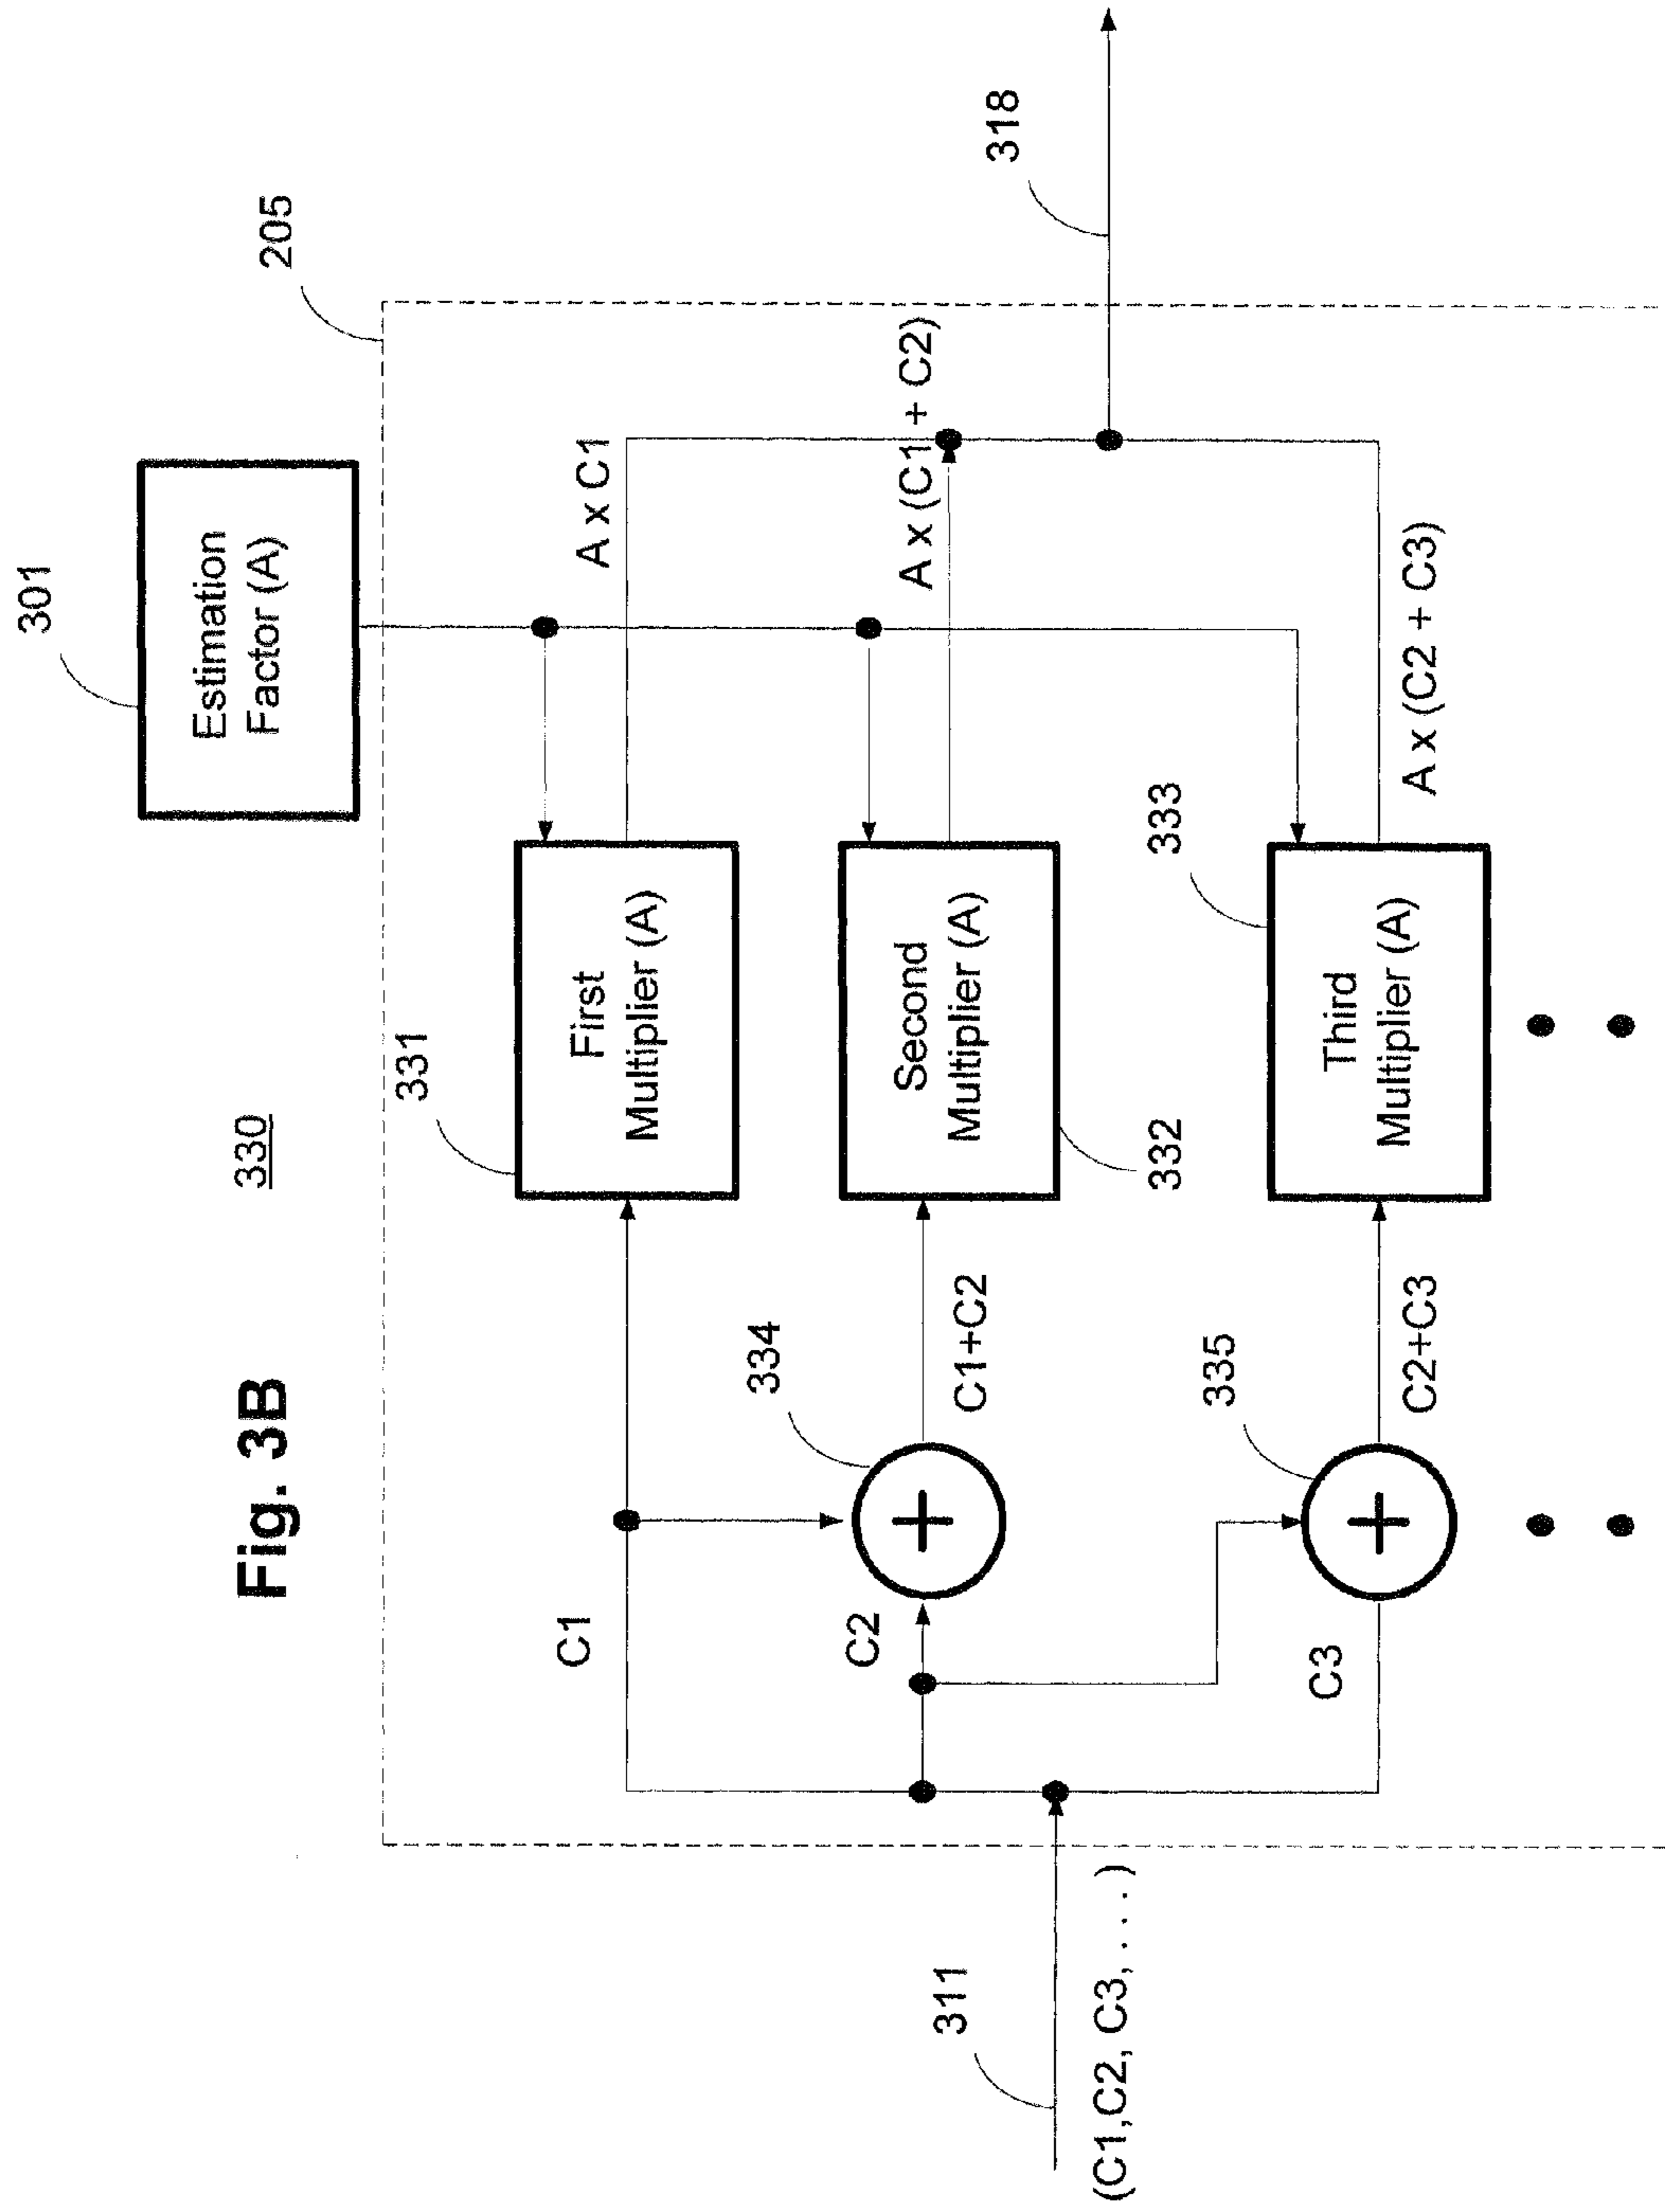 Fig. 3B
330
301
Estimation
Factor (A)
205
331
First
Multiplier (A)
C1
A x C1
334
C2
C1+C2
Second
Multiplier (A)
332
A x (C1 + C2)
318
311
(C1,C2, C3, . . . )
335
C3
C2+C3
333
Third
Multiplier (A)
A x (C2 + C3)